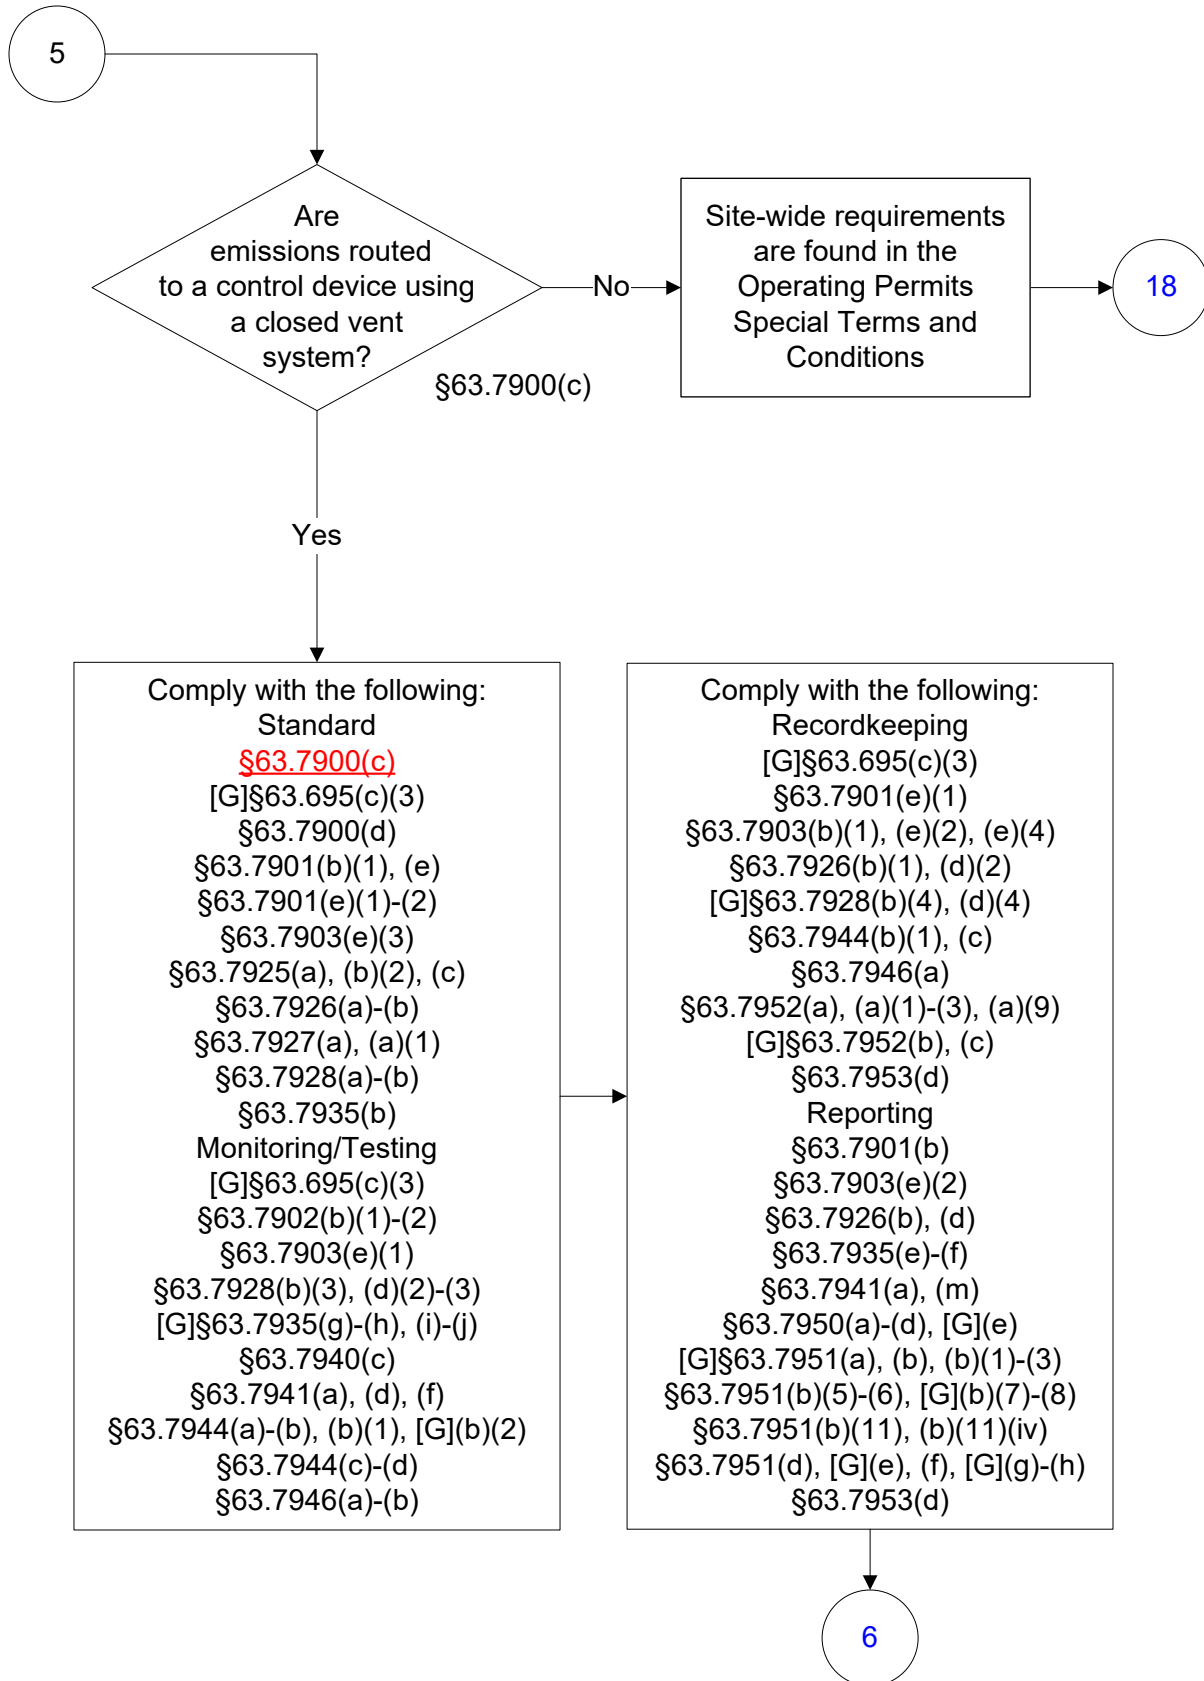 5
Are
emissions routed
to a control device using
a closed vent
system?
§63.7900(c)
No
Site-wide requirements
are found in the
Operating Permits
Special Terms and
Conditions
18
Yes
Comply with the following:
Standard
§63.7900(c)
[G]§63.695(c)(3)
§63.7900(d)
§63.7901(b)(1), (e)
§63.7901(e)(1)-(2)
§63.7903(e)(3)
§63.7925(a), (b)(2), (c)
§63.7926(a)-(b)
§63.7927(a), (a)(1)
§63.7928(a)-(b)
§63.7935(b)
Monitoring/Testing
[G]§63.695(c)(3)
§63.7902(b)(1)-(2)
§63.7903(e)(1)
§63.7928(b)(3), (d)(2)-(3)
[G]§63.7935(g)-(h), (i)-(j)
§63.7940(c)
§63.7941(a), (d), (f)
§63.7944(a)-(b), (b)(1), [G](b)(2)
§63.7944(c)-(d)
§63.7946(a)-(b)
Comply with the following:
Recordkeeping
[G]§63.695(c)(3)
§63.7901(e)(1)
§63.7903(b)(1), (e)(2), (e)(4)
§63.7926(b)(1), (d)(2)
[G]§63.7928(b)(4), (d)(4)
§63.7944(b)(1), (c)
§63.7946(a)
§63.7952(a), (a)(1)-(3), (a)(9)
[G]§63.7952(b), (c)
§63.7953(d)
Reporting
§63.7901(b)
§63.7903(e)(2)
§63.7926(b), (d)
§63.7935(e)-(f)
§63.7941(a), (m)
§63.7950(a)-(d), [G](e)
[G]§63.7951(a), (b), (b)(1)-(3)
§63.7951(b)(5)-(6), [G](b)(7)-(8)
§63.7951(b)(11), (b)(11)(iv)
§63.7951(d), [G](e), (f), [G](g)-(h)
§63.7953(d)
6